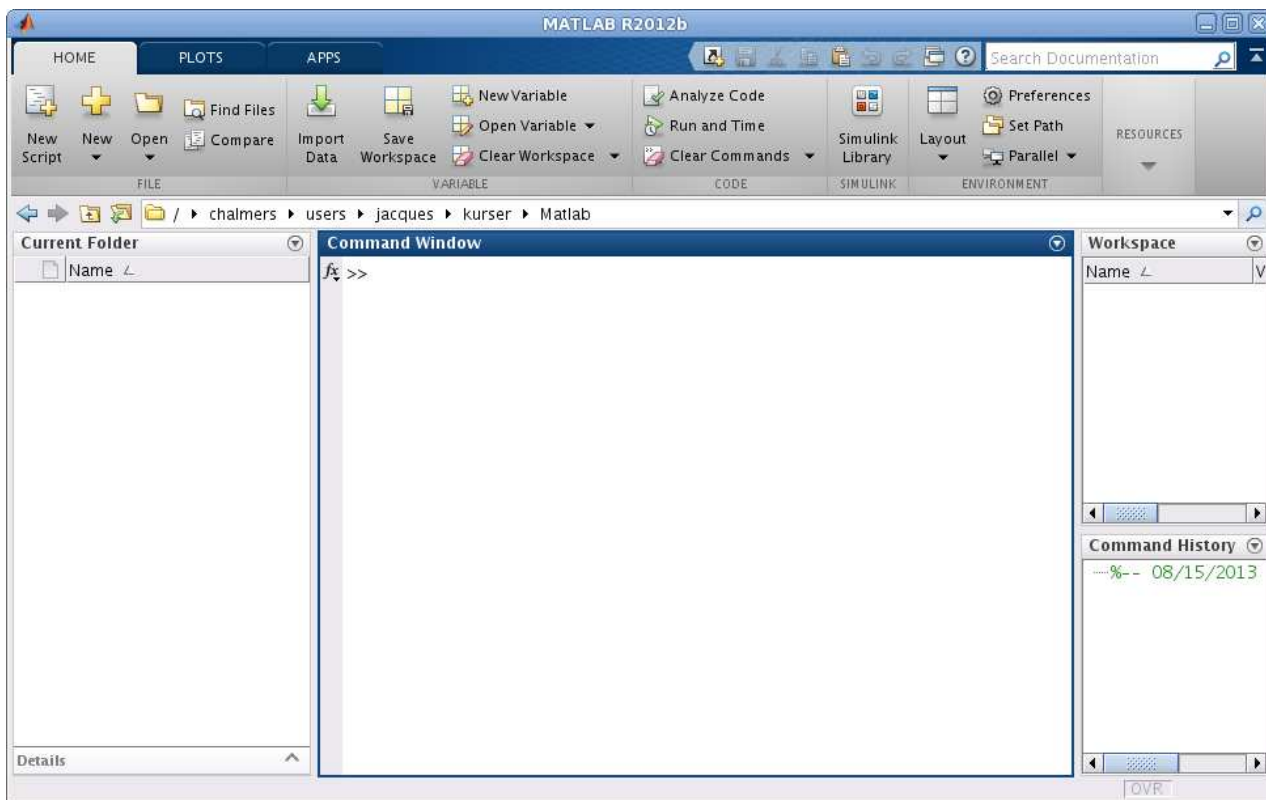 MATLAB R2012b
HOME PLOTS APPS Search Documentation
New Script New Open Find Files Compare Import Data Save Workspace New Variable Open Variable Clear Workspace Analyze Code Run and Time Clear Commands Simulink Library Layout Preferences Set Path Parallel RESOURCES
FILE VARIABLE CODE SIMULINK ENVIRONMENT
/ chalmers users jacques kurser Matlab
Current Folder
Name
Command Window
fx >>
Workspace
Name V
Command History
%-- 08/15/2013
Details
OVR